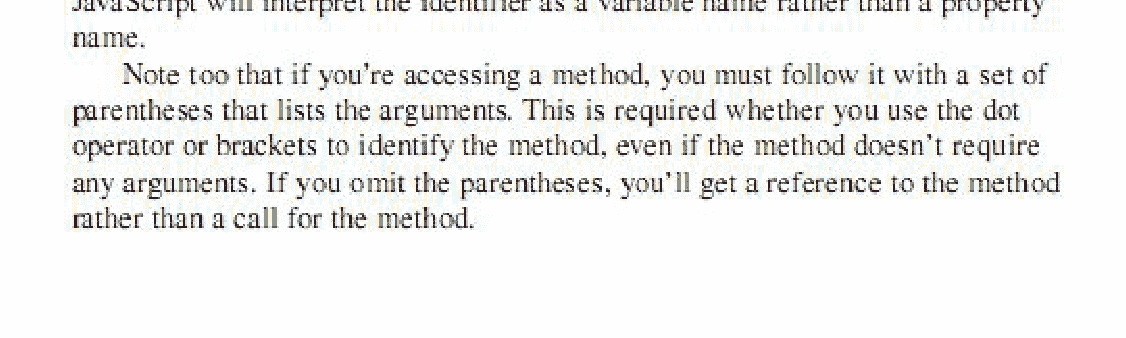 JavaScript will interpret the identifier as a variable name rather than a property
name.
Note too that if you're accessing a method, you must follow it with a set of
parentheses that lists the arguments. This is required whether you use the dot
operator or brackets to identify the method, even if the method doesn't require
any arguments. If you omit the parentheses, you'll get a reference to the method
rather than a call for the method.